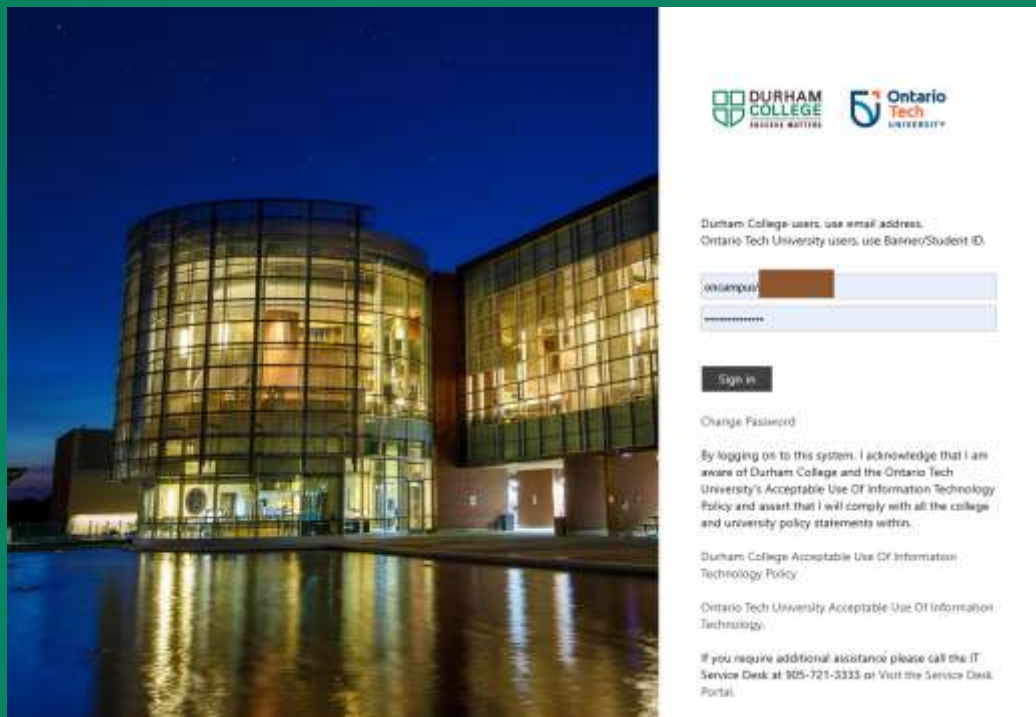 DURHAM
COLLEGE
SUCCESS MATTERS
Ontario
Tech
UNIVERSITY
Durham College users, use email address.
Ontario Tech University users, use Banner/Student ID.
oncampus\
Sign in
Change Password
By logging on to this system, I acknowledge that I am
aware of Durham College and the Ontario Tech
University's Acceptable Use Of Information Technology
Policy and assert that I will comply with all the college
and university policy statements within.
Durham College Acceptable Use Of Information
Technology Policy
Ontario Tech University Acceptable Use Of Information
Technology.
If you require additional assistance please call the IT
Service Desk at 905-721-3333 or Visit the Service Desk
Portal.